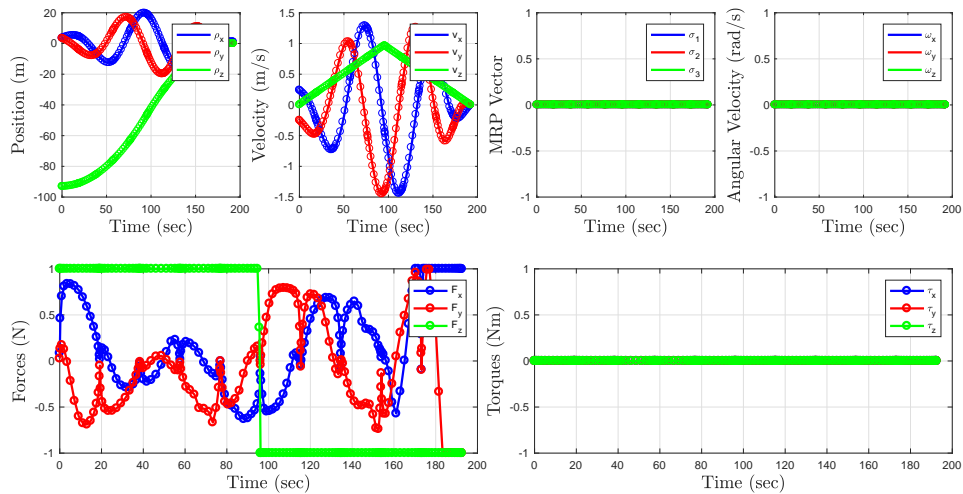 Position (m)
20
0
-20
-40
-60
-80
-100
0 50 100 150 200
Time (sec)
ρx
ρy
ρz
Velocity (m/s)
1
0.5
0
-0.5
-1
-1.5
0 50 100 150 200
Time (sec)
vx
vy
vz
MRP Vector
1
0.5
0
-0.5
-1
0 50 100 150 200
Time (sec)
σ1
σ2
σ3
Angular Velocity (rad/s)
1
0.5
0
-0.5
-1
0 50 100 150 200
Time (sec)
ωx
ωy
ωz
Forces (N)
1
0.5
0
-0.5
-1
0 20 40 60 80 100 120 140 160 180 200
Time (sec)
Fx
Fy
Fz
Torques (Nm)
1
0.5
0
-0.5
-1
0 20 40 60 80 100 120 140 160 180 200
Time (sec)
τx
τy
τz